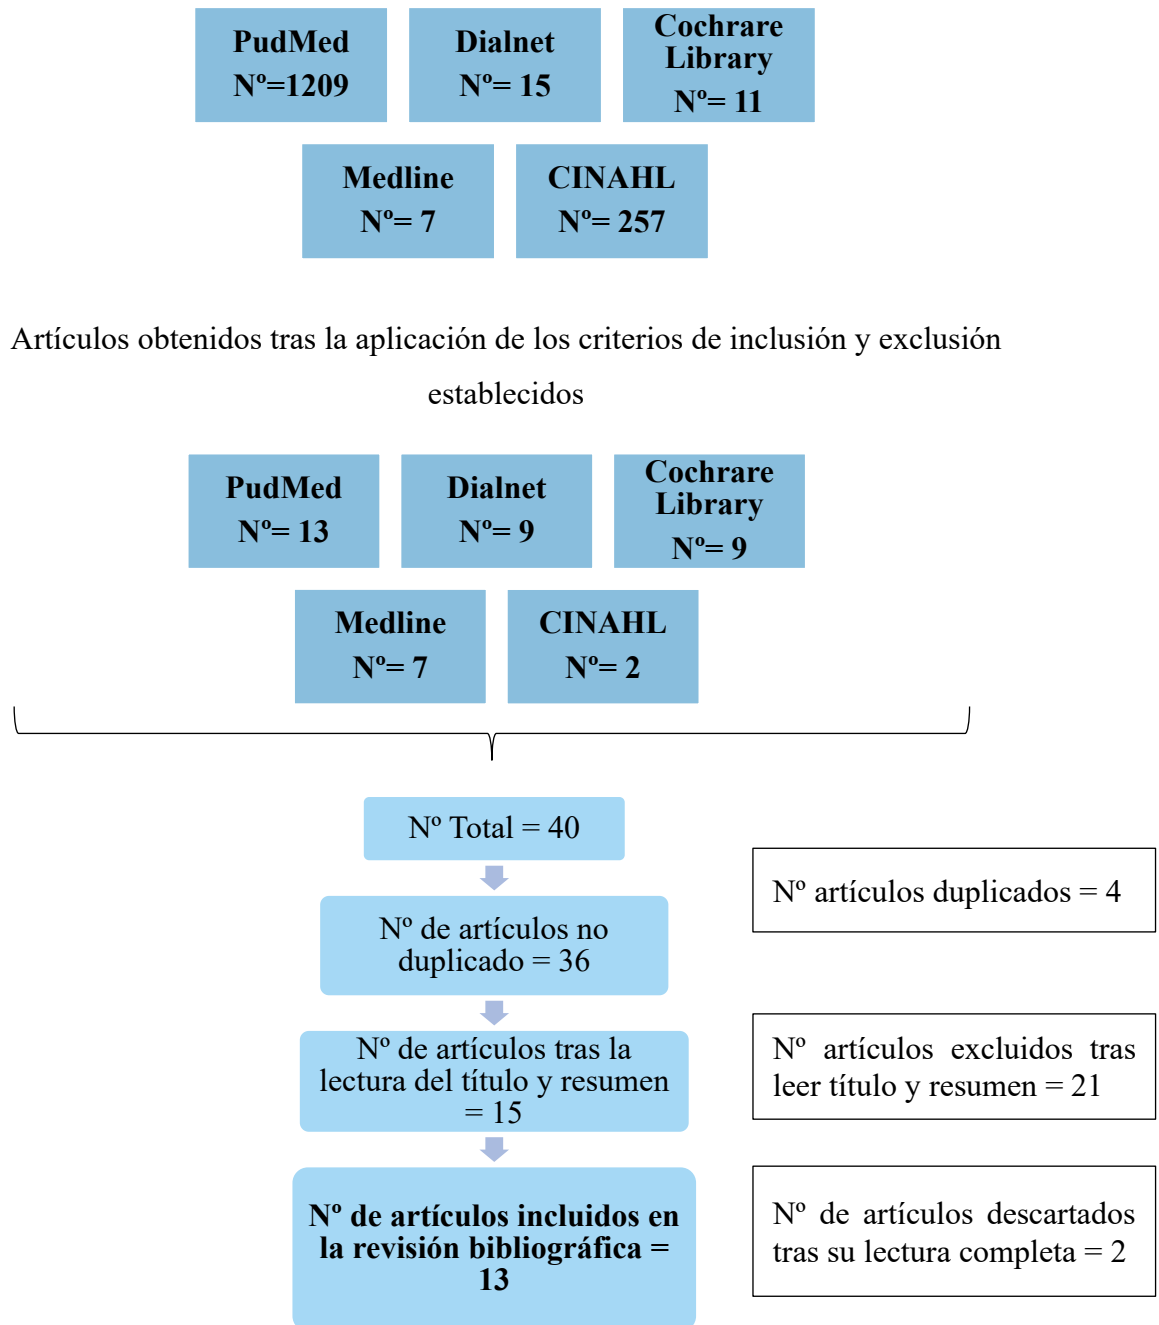 PudMed
Nº=1209
Dialnet
Nº= 15
Cochrare
Library
Nº= 11
Medline
Nº= 7
CINAHL
Nº= 257
Artículos obtenidos tras la aplicación de los criterios de inclusión y exclusión
establecidos
PudMed
Nº= 13
Dialnet
Nº= 9
Cochrare
Library
Nº= 9
Medline
Nº= 7
CINAHL
Nº= 2
Nº Total = 40
Nº artículos duplicados = 4
Nº de artículos no
duplicado = 36
Nº de artículos tras la
lectura del título y resumen
= 15
Nº artículos excluidos tras
leer título y resumen = 21
Nº de artículos incluidos en
la revisión bibliográfica =
13
Nº de artículos descartados
tras su lectura completa = 2